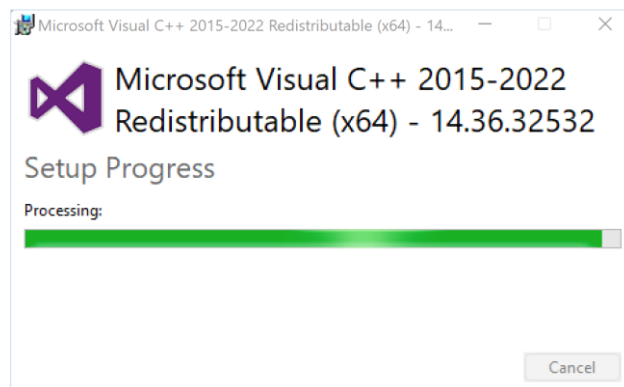 Microsoft Visual C++ 2015-2022 Redistributable (x64) - 14...
Microsoft Visual C++ 2015-2022
Redistributable (x64) - 14.36.32532
Setup Progress
Processing:
Cancel